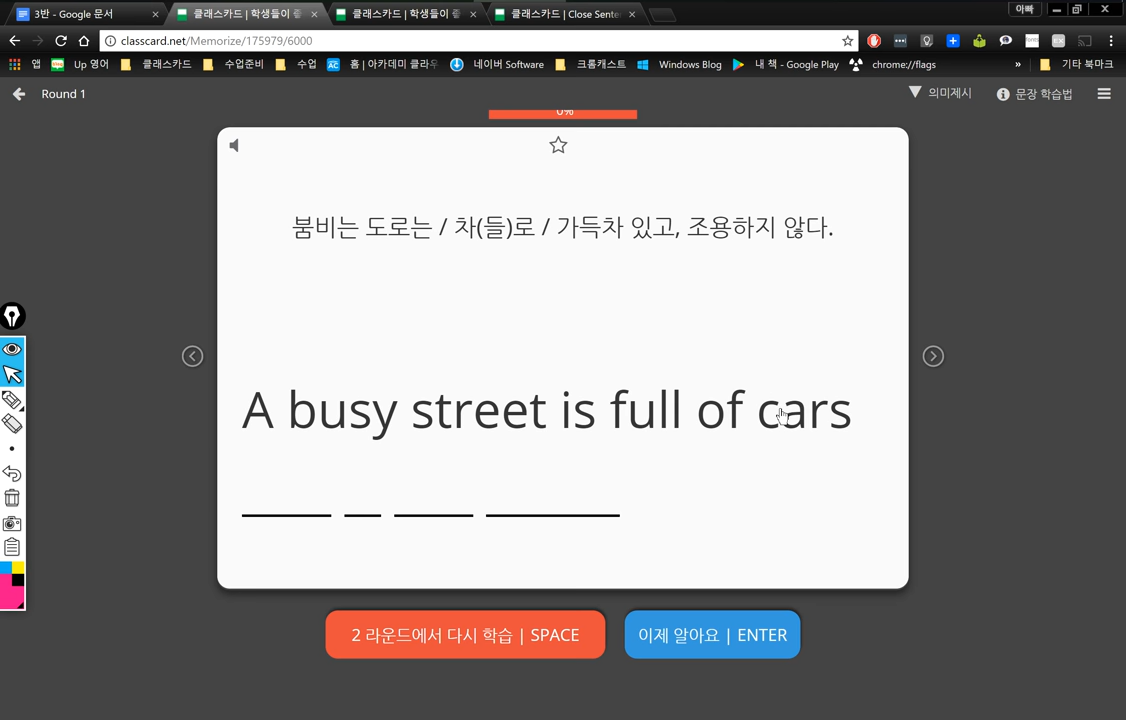 3반 - Google 문서
클래스카드 | 학생들이 좋
클래스카드 | 학생들이 좋
클래스카드 | Close Sente
아빠
classcard.net/Memorize/175979/6000
앱
Up 영어
클래스카드
수업준비
수업
홈 | 아카데미 클라우
네이버 Software
크롬캐스트
Windows Blog
내 책 - Google Play
chrome://flags
»
기타 북마크
Round 1
의미제시
문장 학습법
0%
붐비는 도로는 / 차(들)로 / 가득차 있고, 조용하지 않다.
A busy street is full of cars
2 라운드에서 다시 학습 | SPACE
이제 알아요 | ENTER